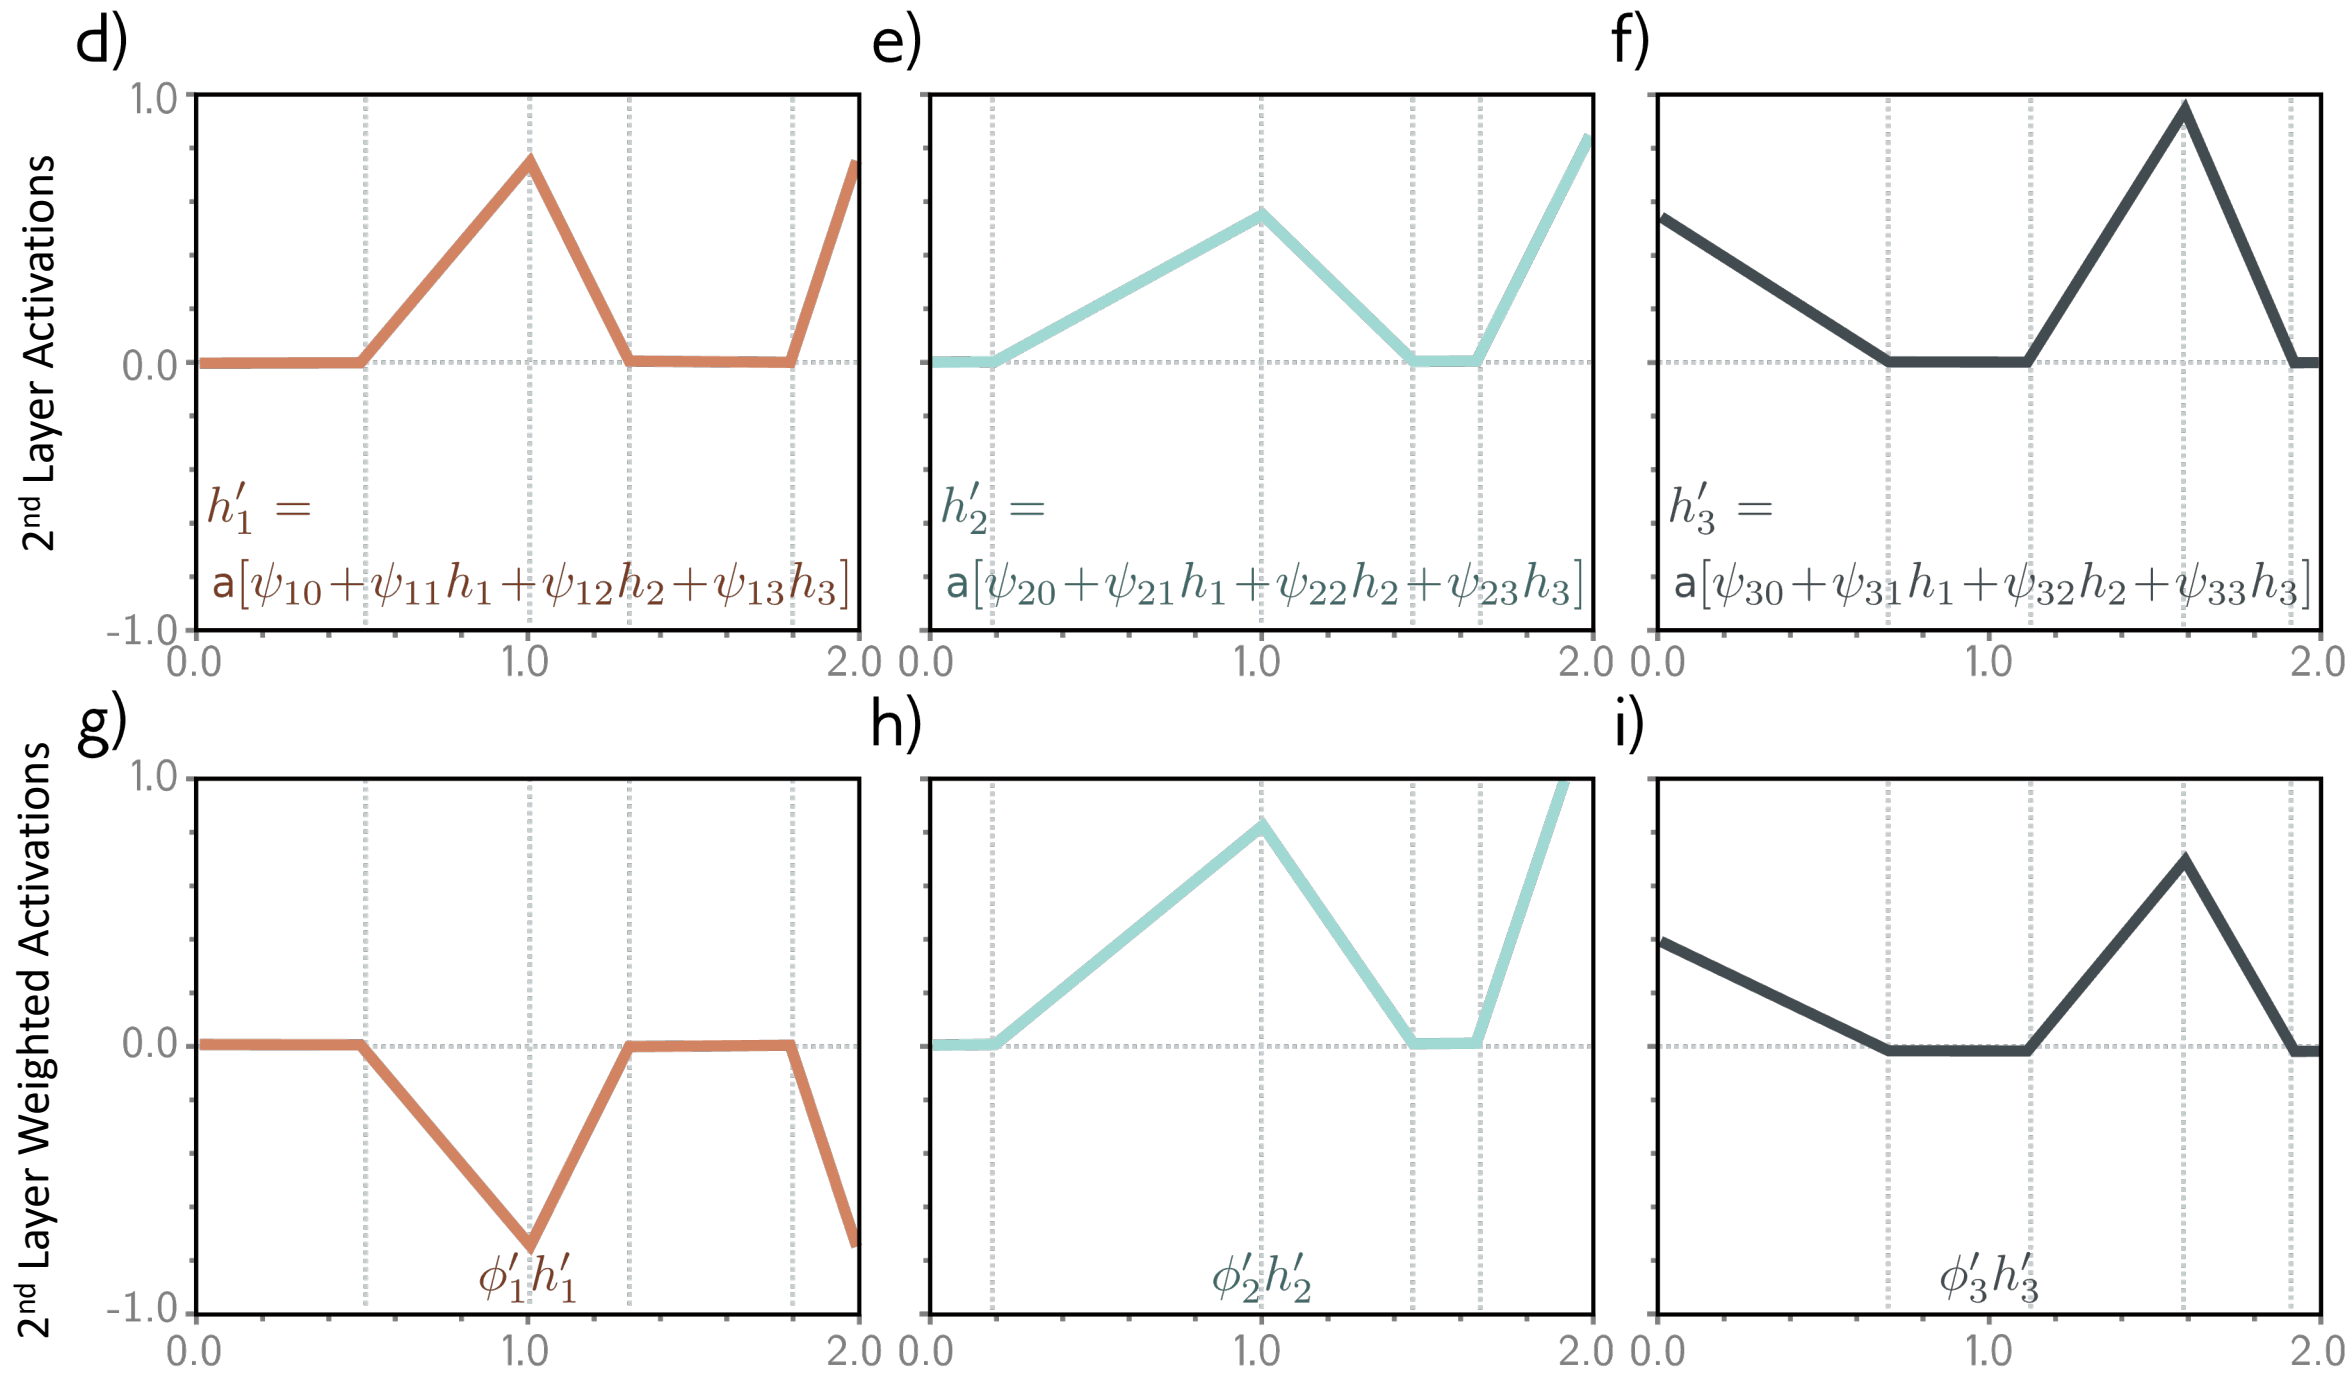 d)
e)
f)
2nd Layer Activations
1.0
0.0
-1.0
h′₁ =
a[ψ₁₀+ψ₁₁h₁+ψ₁₂h₂+ψ₁₃h₃]
h′₂ =
a[ψ₂₀+ψ₂₁h₁+ψ₂₂h₂+ψ₂₃h₃]
h′₃ =
a[ψ₃₀+ψ₃₁h₁+ψ₃₂h₂+ψ₃₃h₃]
0.0 1.0 2.0 0.0 1.0 2.0 0.0 1.0 2.0
g)
h)
i)
2nd Layer Weighted Activations
1.0
0.0
-1.0
ϕ′₁h′₁
ϕ′₂h′₂
ϕ′₃h′₃
0.0 1.0 2.0 0.0 1.0 2.0 0.0 1.0 2.0